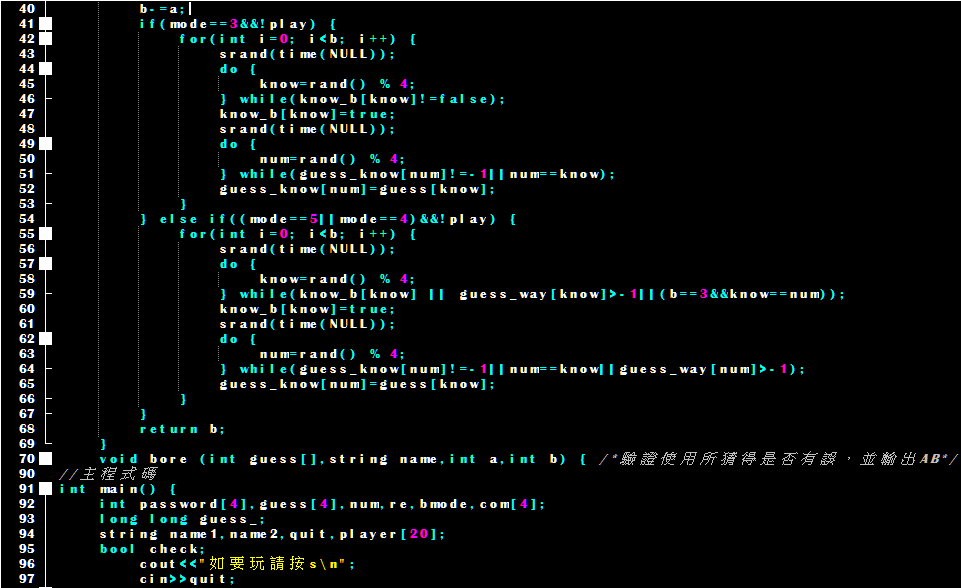 40 b-=a;
41 if(mode==3&&!play) {
42 for(int i=0; i<b; i++) {
43 srand(time(NULL));
44 do {
45 know=rand() % 4;
46 } while(know_b[know]!=false);
47 know_b[know]=true;
48 srand(time(NULL));
49 do {
50 num=rand() % 4;
51 } while(guess_know[num]!=-1||num==know);
52 guess_know[num]=guess[know];
53 }
54 } else if((mode==5||mode==4)&&!play) {
55 for(int i=0; i<b; i++) {
56 srand(time(NULL));
57 do {
58 know=rand() % 4;
59 } while(know_b[know] || guess_way[know]>-1||(b==3&&know==num));
60 know_b[know]=true;
61 srand(time(NULL));
62 do {
63 num=rand() % 4;
64 } while(guess_know[num]!=-1||num==know||guess_way[num]>-1);
65 guess_know[num]=guess[know];
66 }
67 }
68 return b;
69 }
70 void bore (int guess[],string name,int a,int b) { /*驗證使用所猜得是否有誤，並輸出AB*/
90 //主程式碼
91 int main() {
92 int password[4],guess[4],num,re,bmode,com[4];
93 long long guess_;
94 string name1,name2,quit,player[20];
95 bool check;
96 cout<<"如要玩請按s\n";
97 cin>>quit;